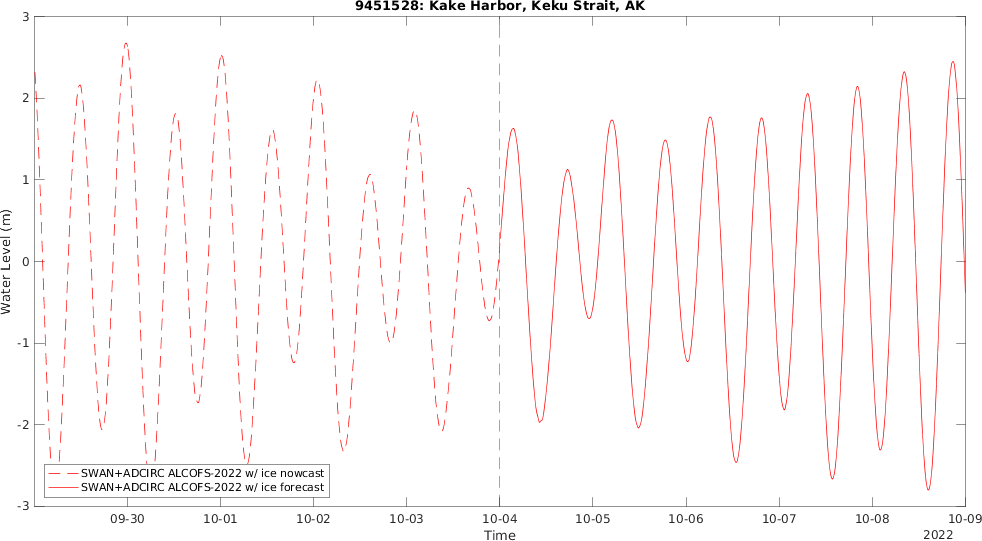 9451528: Kake Harbor, Keku Strait, AK
3
2
1
0
-1
-2
-3
Water Level (m)
SWAN+ADCIRC ALCOFS-2022 w/ ice nowcast
SWAN+ADCIRC ALCOFS-2022 w/ ice forecast
09-30 10-01 10-02 10-03 10-04 10-05 10-06 10-07 10-08 10-09
Time
2022